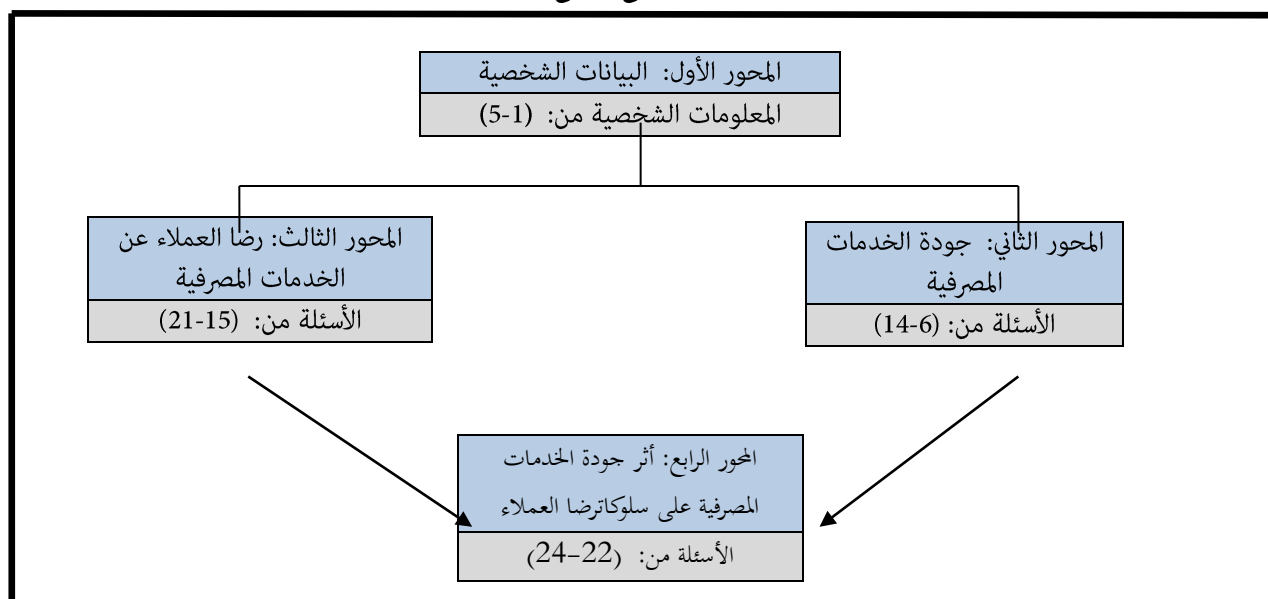 المحور الأول: البيانات الشخصية
المعلومات الشخصية من: (1-5)
المحور الثاني: جودة الخدمات
المصرفية
الأسئلة من: (6-14)
المحور الثالث: رضا العملاء عن
الخدمات المصرفية
الأسئلة من: (15-21)
المحور الرابع: أثر جودة الخدمات
المصرفية على سلوكاترضا العملاء
الأسئلة من: (22-24)